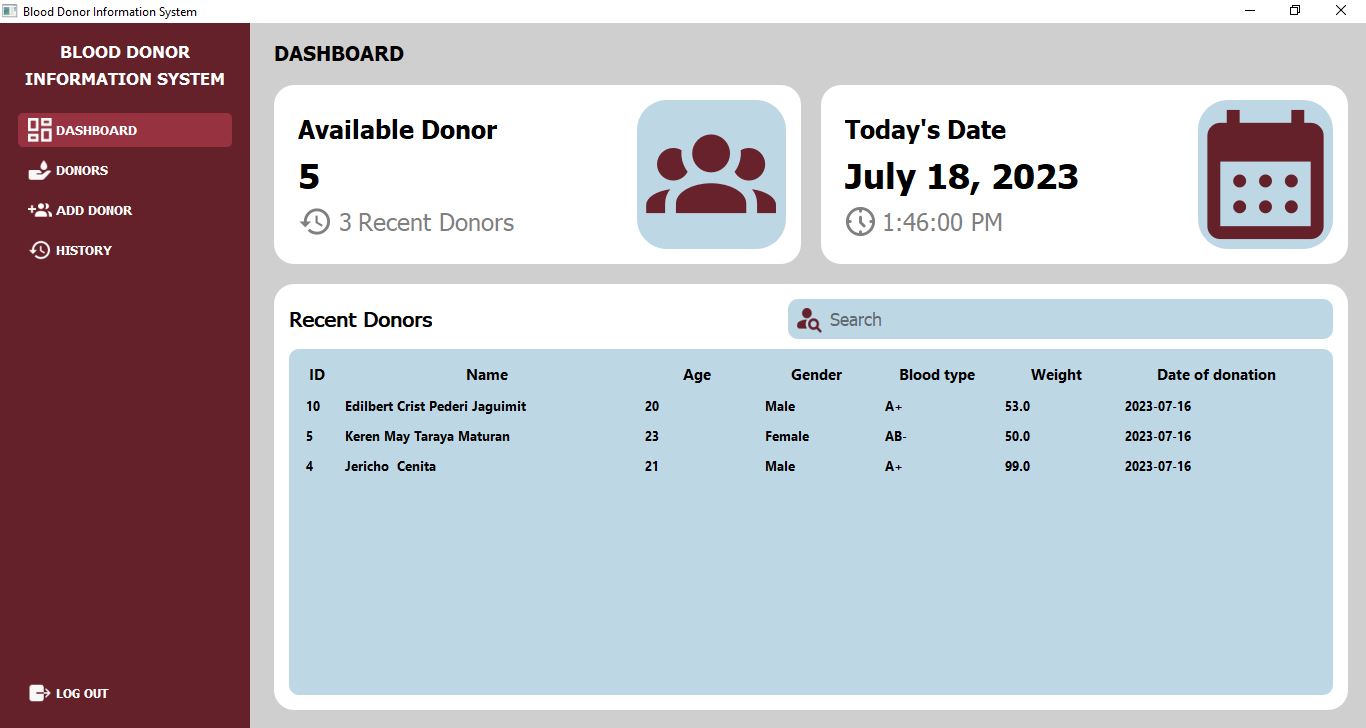 Blood Donor Information System
BLOOD DONOR
INFORMATION SYSTEM
DASHBOARD
DONORS
ADD DONOR
HISTORY
LOG OUT
DASHBOARD
Available Donor
5
3 Recent Donors
Today's Date
July 18, 2023
1:46:00 PM
Recent Donors
Search
ID Name Age Gender Blood type Weight Date of donation
10 Edilbert Crist Pederi Jaguimit 20 Male A+ 53.0 2023-07-16
5 Keren May Taraya Maturan 23 Female AB- 50.0 2023-07-16
4 Jericho  Cenita 21 Male A+ 99.0 2023-07-16